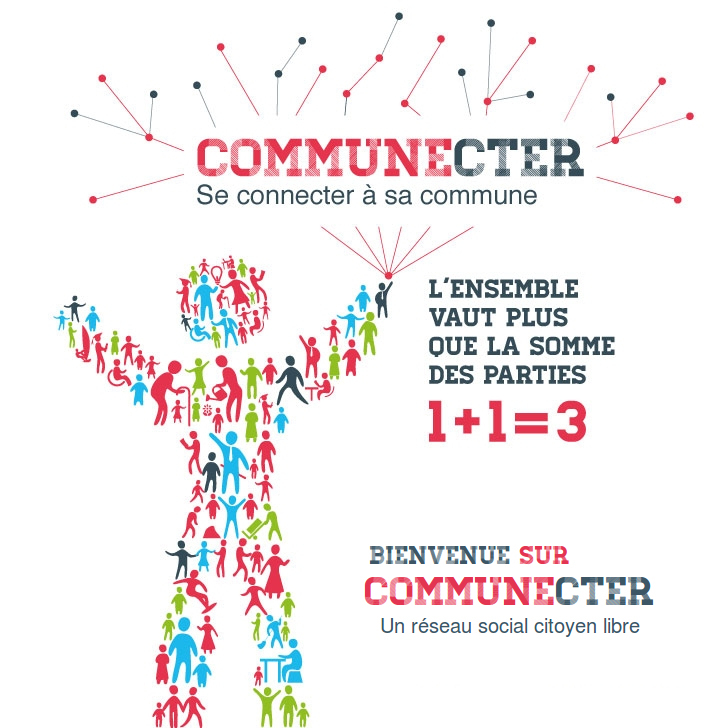 COMMUNECTER
Se connecter à sa commune
L'ENSEMBLE
VAUT PLUS
QUE LA SOMME
DES PARTIES
1+1=3
BIENVENUE SUR
COMMUNECTER
Un réseau social citoyen libre